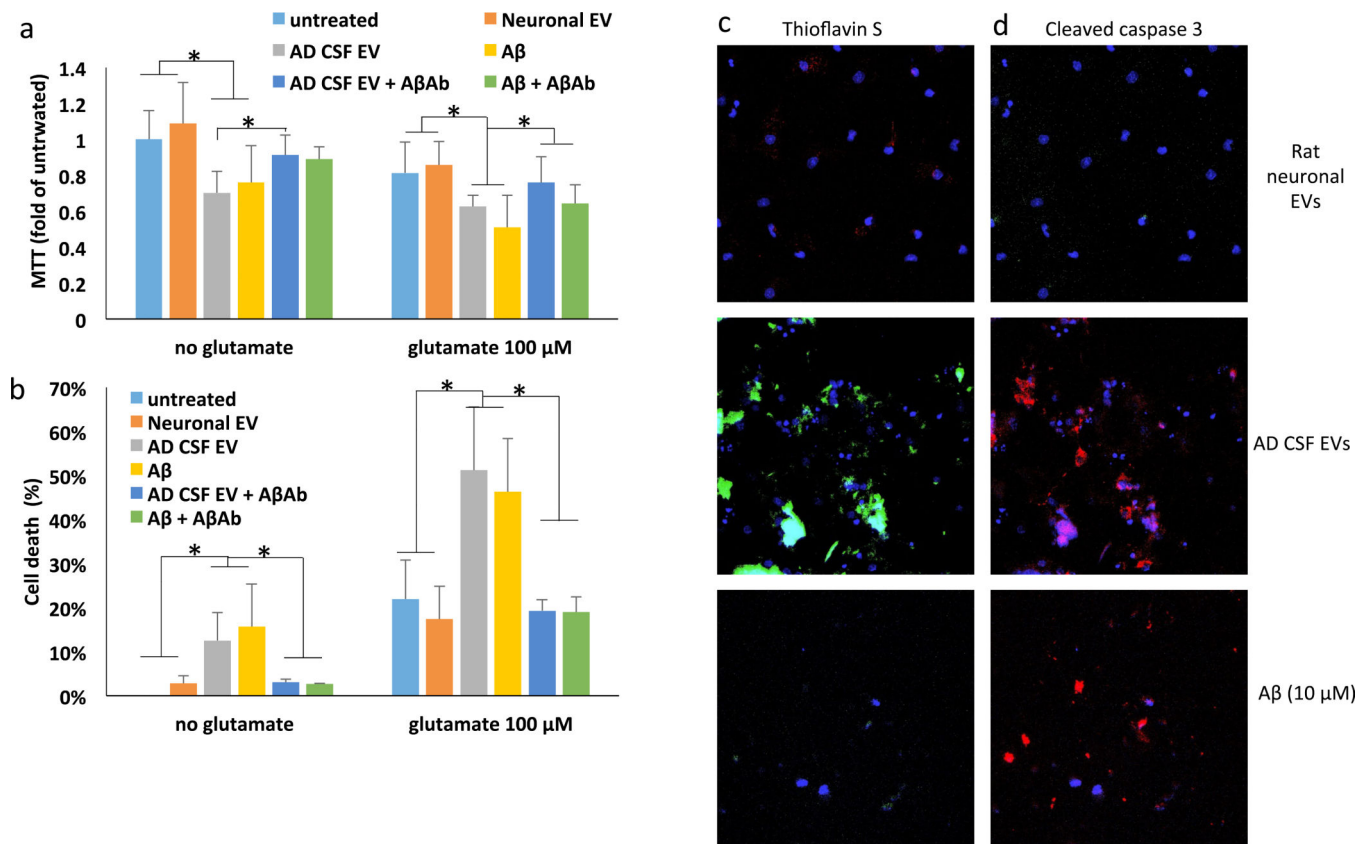 a
untreated
Neuronal EV
AD CSF EV
Aβ
AD CSF EV + AβAb
Aβ + AβAb
MTT (fold of untrwated)
1.4
1.2
1
0.8
0.6
0.4
0.2
0
*
*
*
*
no glutamate
glutamate 100 μM
b
untreated
Neuronal EV
AD CSF EV
Aβ
AD CSF EV + AβAb
Aβ + AβAb
Cell death (%)
70%
60%
50%
40%
30%
20%
10%
0%
*
*
*
*
no glutamate
glutamate 100 μM
c
Thioflavin S
d
Cleaved caspase 3
Rat
neuronal
EVs
AD CSF EVs
Aβ (10 μM)